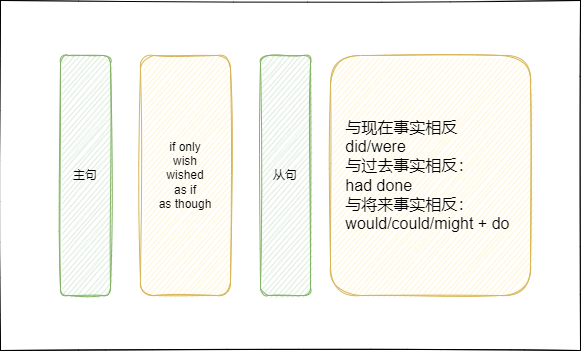 主句
if only
wish
wished
as if
as though
从句
与现在事实相反
did/were
与过去事实相反：
had done
与将来事实相反：
would/could/might + do